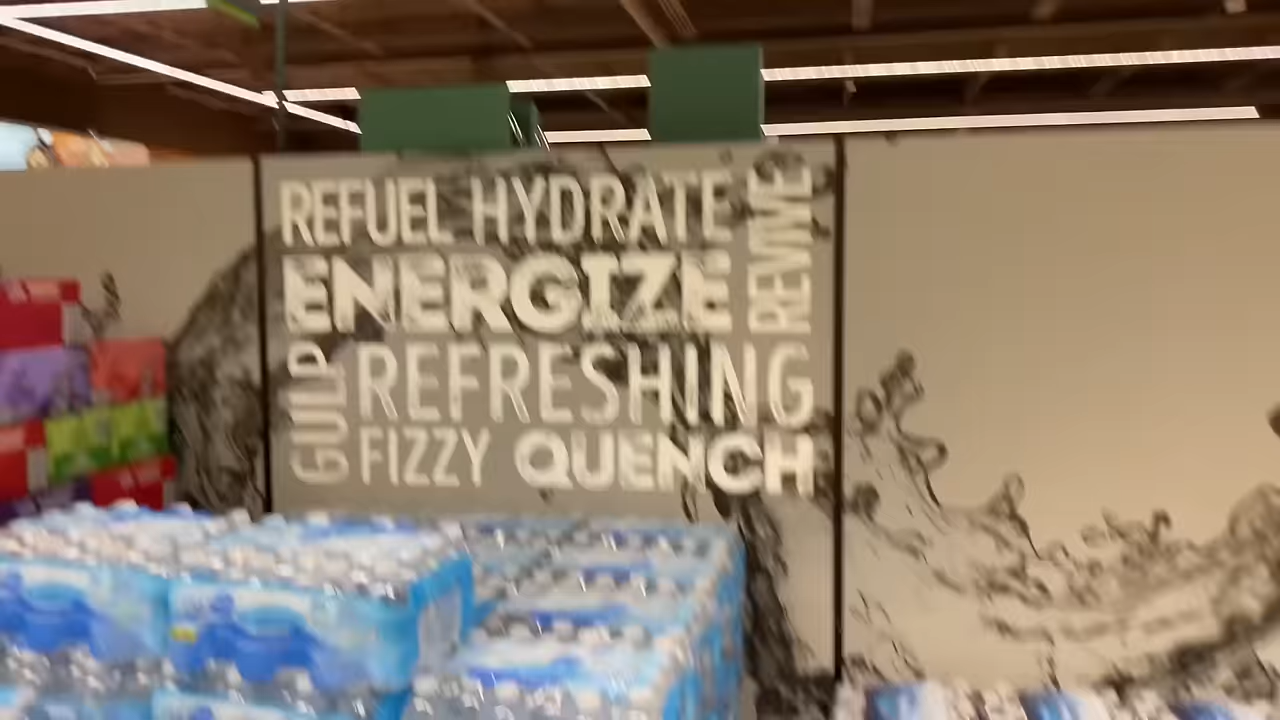 REFUEL HYDRATE
REVIVE
ENERGIZE
GULP
REFRESHING
FIZZY QUENCH